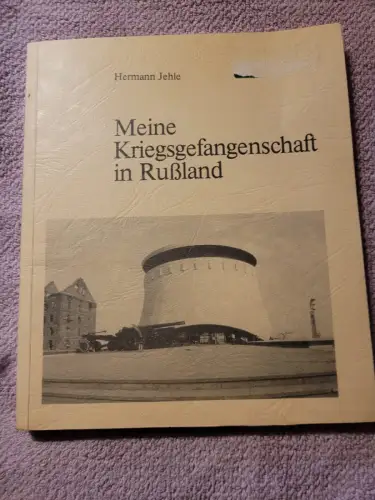 Hermann Jehle
Meine
Kriegsgefangenschaft
in Rußland